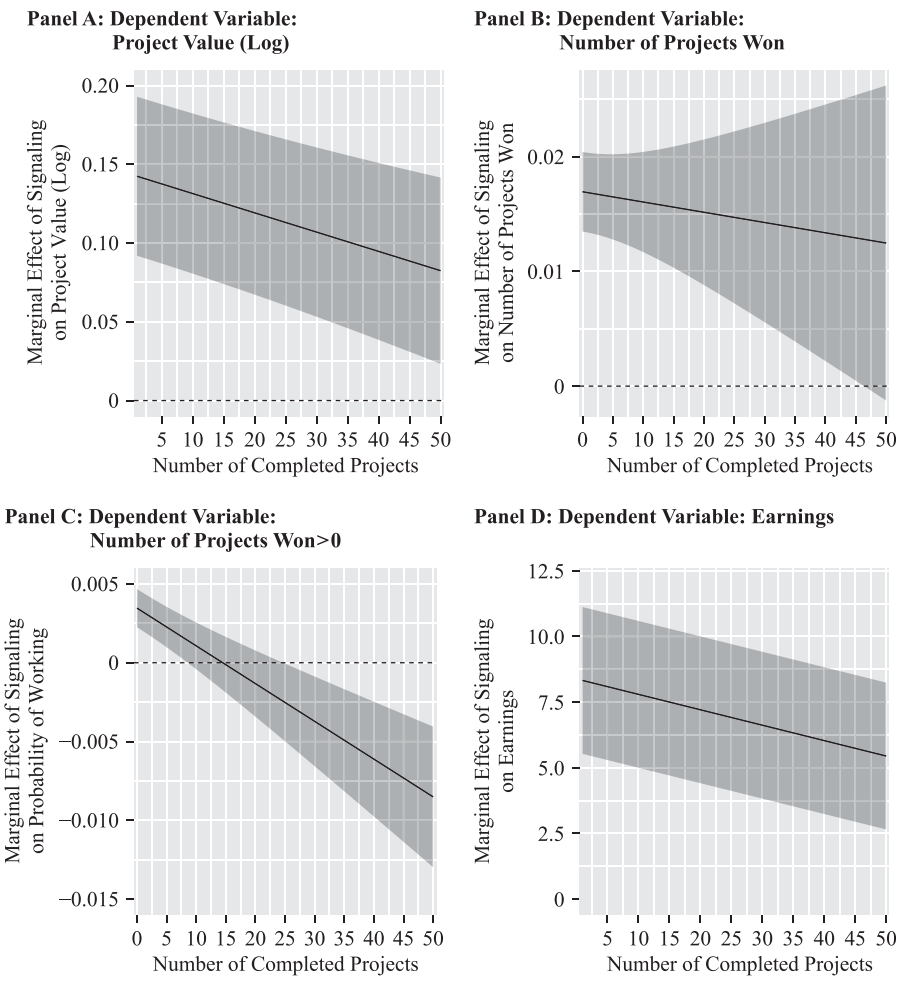 Panel A: Dependent Variable:
Project Value (Log)
Marginal Effect of Signaling
on Project Value (Log)
0.20
0.15
0.10
0.05
0
5 10 15 20 25 30 35 40 45 50
Number of Completed Projects
Panel B: Dependent Variable:
Number of Projects Won
Marginal Effect of Signaling
on Number of Projects Won
0.02
0.01
0
0 5 10 15 20 25 30 35 40 45 50
Number of Completed Projects
Panel C: Dependent Variable:
Number of Projects Won>0
Marginal Effect of Signaling
on Probability of Working
0.005
0
−0.005
−0.010
−0.015
0 5 10 15 20 25 30 35 40 45 50
Number of Completed Projects
Panel D: Dependent Variable: Earnings
Marginal Effect of Signaling
on Earnings
12.5
10.0
7.5
5.0
2.5
0
5 10 15 20 25 30 35 40 45 50
Number of Completed Projects